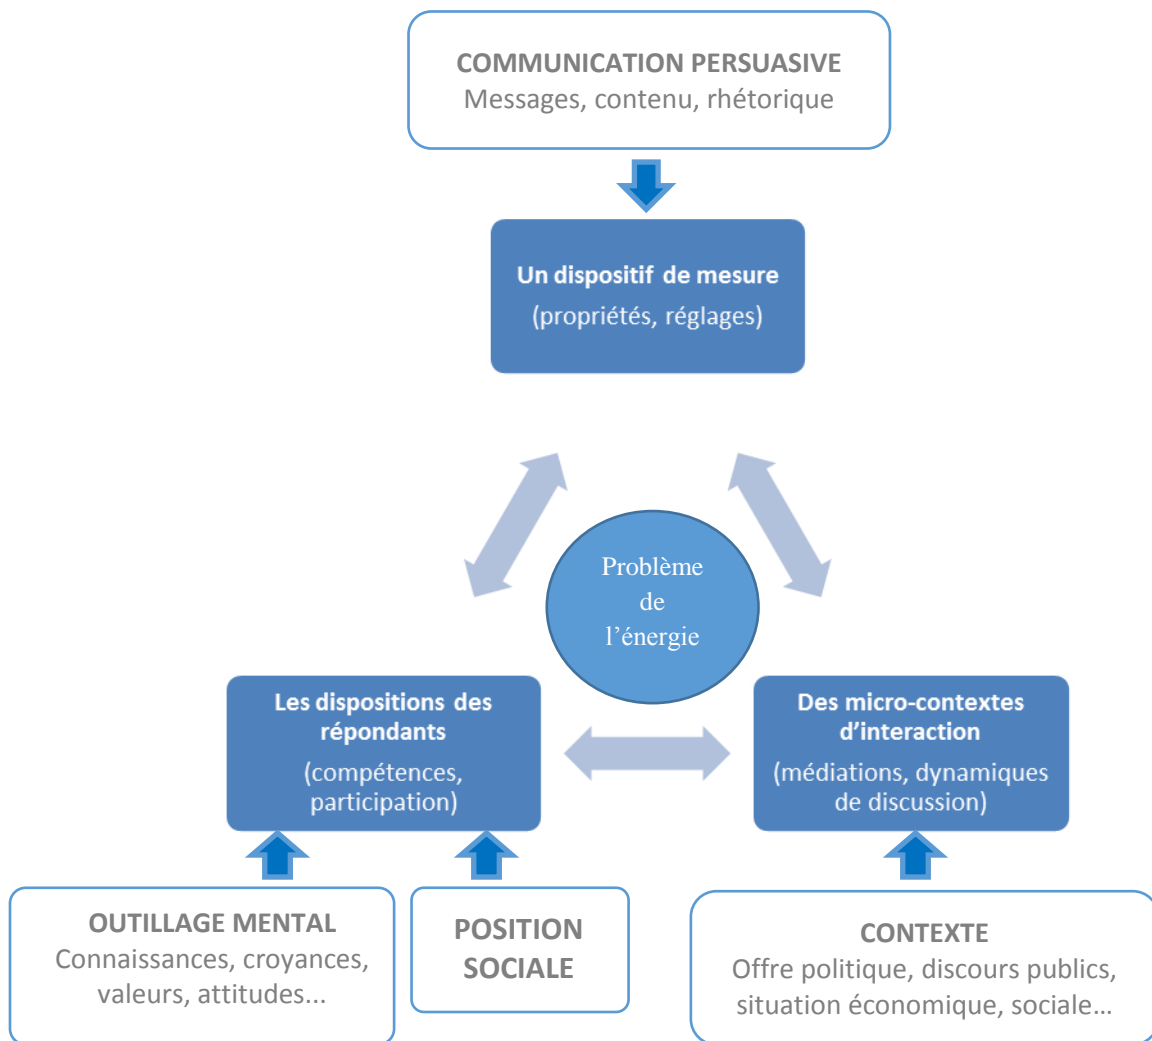 COMMUNICATION PERSUASIVE
Messages, contenu, rhétorique
Un dispositif de mesure
(propriétés, réglages)
Problème
de
l’énergie
Les dispositions des
répondants
(compétences,
participation)
Des micro-contextes
d’interaction
(médiations, dynamiques
de discussion)
OUTILLAGE MENTAL
Connaissances, croyances,
valeurs, attitudes...
POSITION
SOCIALE
CONTEXTE
Offre politique, discours publics,
situation économique, sociale…